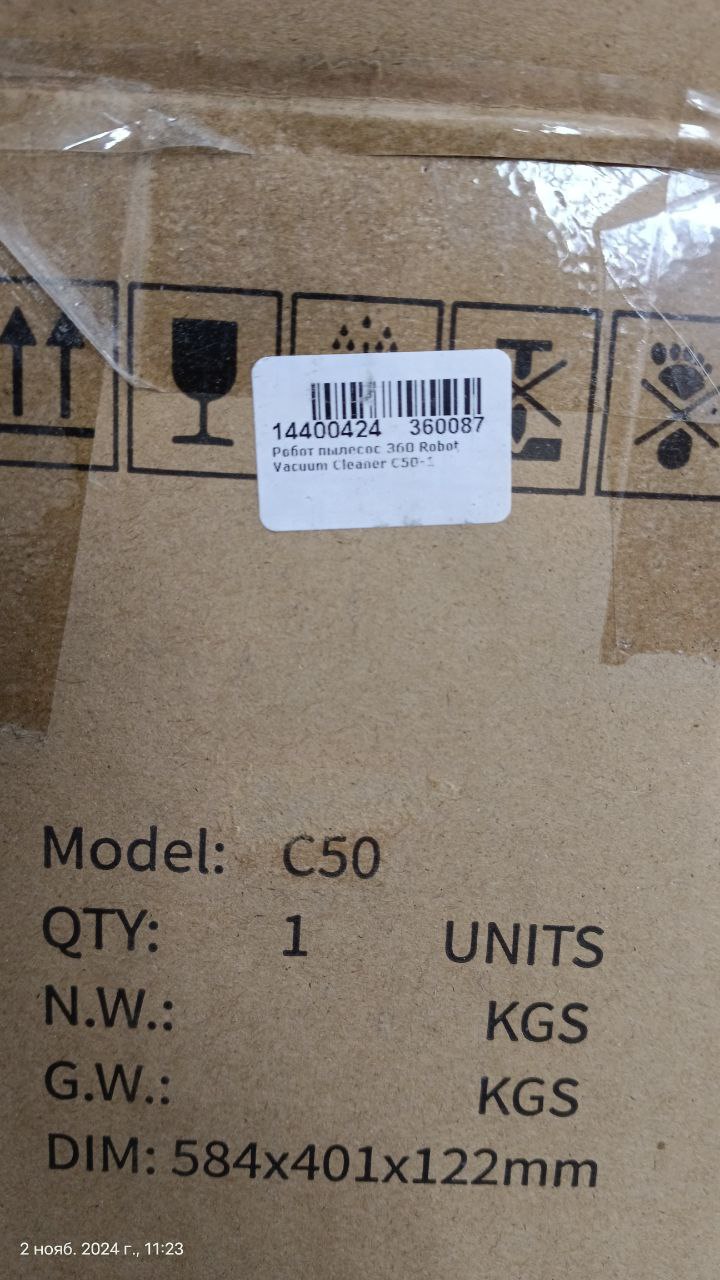 14400424 360087
Робот пылесос 360 Robot
Vacuum Cleaner C50-1
Model: C50
QTY: 1 UNITS
N.W.: KGS
G.W.: KGS
DIM: 584x401x122mm
2 нояб. 2024 г., 11:23